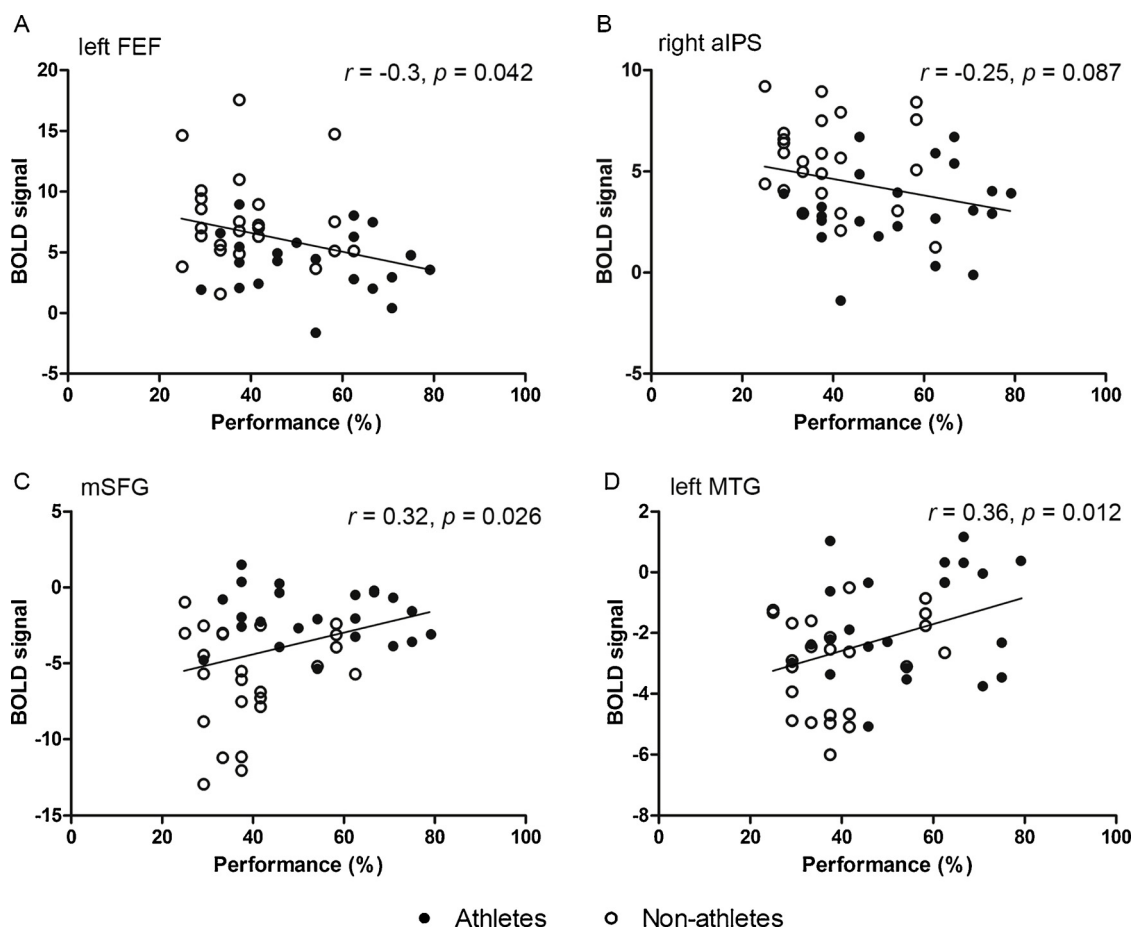 A
left FEF
r = -0.3, p = 0.042
20
15
10
5
0
-5
BOLD signal
0 20 40 60 80 100
Performance (%)
B
right aIPS
r = -0.25, p = 0.087
10
5
0
-5
BOLD signal
0 20 40 60 80 100
Performance (%)
C
mSFG
r = 0.32, p = 0.026
5
0
-5
-10
-15
BOLD signal
0 20 40 60 80 100
Performance (%)
D
left MTG
r = 0.36, p = 0.012
2
0
-2
-4
-6
-8
BOLD signal
0 20 40 60 80 100
Performance (%)
Athletes Non-athletes